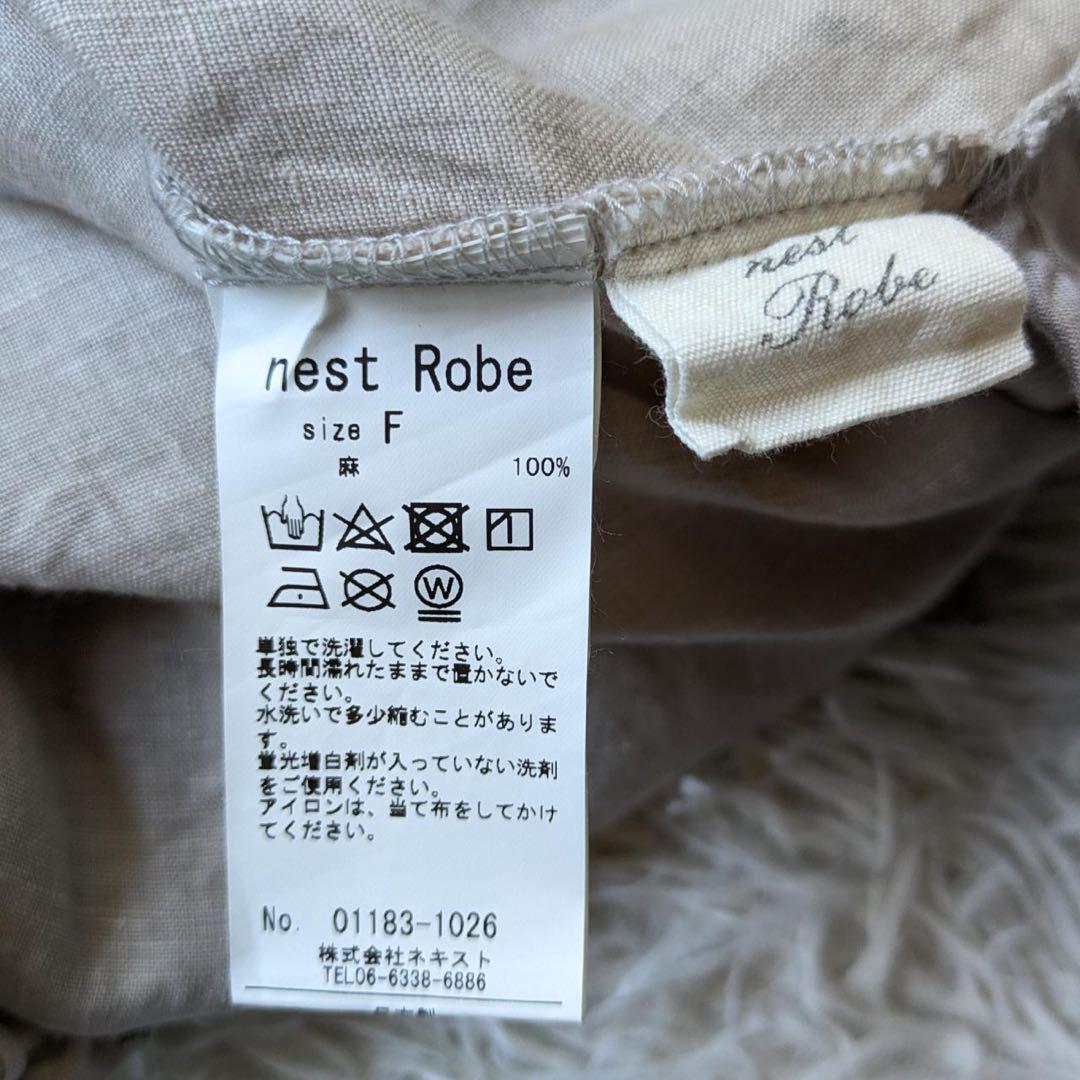 nest Robe
size F
麻 100%
単独で洗濯してください。
長時間濡れたままで置かないで
ください。
水洗いで多少縮むことがありま
す。
蛍光増白剤が入っていない洗剤
をご使用ください。
アイロンは、当て布をしてかけ
てください。
No. 01183-1026
株式会社ネキスト
TEL06-6338-6886
nest
Robe